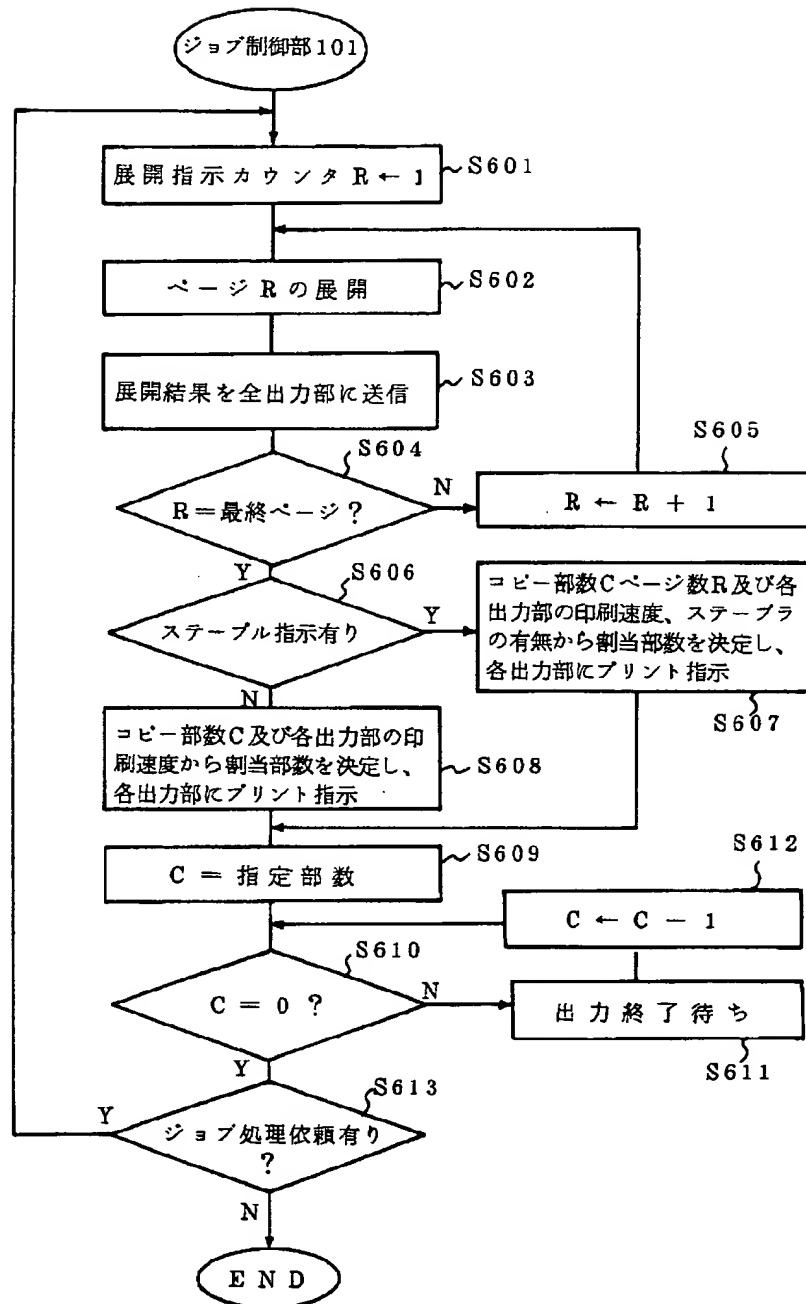 ジョブ制御部101
展開指示カウンタ R ← 1
S601
ページ R の展開
S602
展開結果を全出力部に送信
S603
S604
R＝最終ページ？
N
Y
S605
R ← R + 1
S606
ステープル指示有り
Y
N
コピー部数Cページ数R及び各
出力部の印刷速度、ステープラ
の有無から割当部数を決定し、
各出力部にプリント指示
S607
コピー部数C及び各出力部の印
刷速度から割当部数を決定し、
各出力部にプリント指示
S608
C ＝ 指定部数
S609
S612
C ← C － 1
S610
C ＝ 0 ？
N
Y
出力終了待ち
S611
S613
Y
ジョブ処理依頼有り
？
N
END